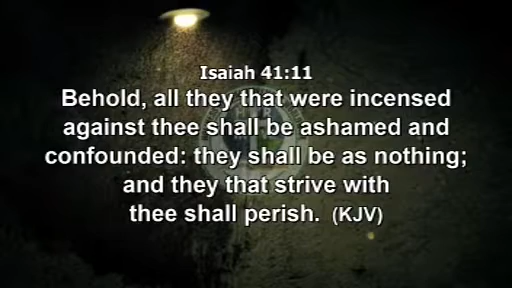 Isaiah 41:11
Behold, all they that were incensed
against thee shall be ashamed and
confounded: they shall be as nothing;
and they that strive with
thee shall perish. (KJV)